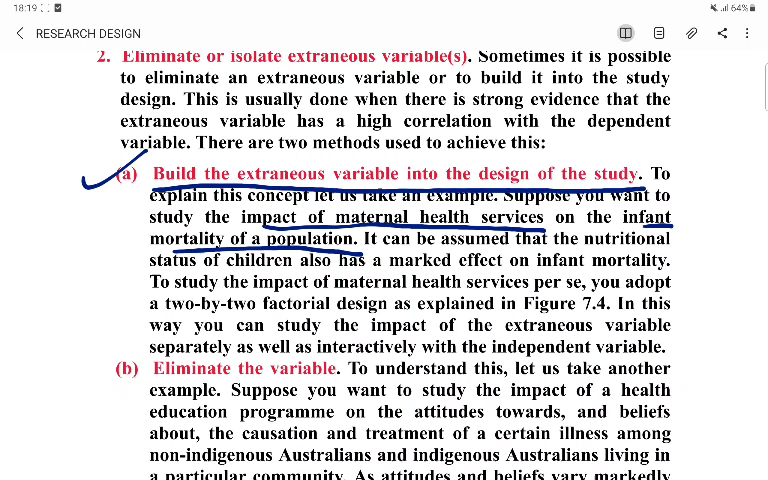 18:19
64%
RESEARCH DESIGN
2. Eliminate or isolate extraneous variable(s). Sometimes it is possible
to eliminate an extraneous variable or to build it into the study
design. This is usually done when there is strong evidence that the
extraneous variable has a high correlation with the dependent
variable. There are two methods used to achieve this:
(a) Build the extraneous variable into the design of the study. To
explain this concept let us take an example. Suppose you want to
study the impact of maternal health services on the infant
mortality of a population. It can be assumed that the nutritional
status of children also has a marked effect on infant mortality.
To study the impact of maternal health services per se, you adopt
a two-by-two factorial design as explained in Figure 7.4. In this
way you can study the impact of the extraneous variable
separately as well as interactively with the independent variable.
(b) Eliminate the variable. To understand this, let us take another
example. Suppose you want to study the impact of a health
education programme on the attitudes towards, and beliefs
about, the causation and treatment of a certain illness among
non-indigenous Australians and indigenous Australians living in
a particular community. As attitudes and beliefs vary markedly